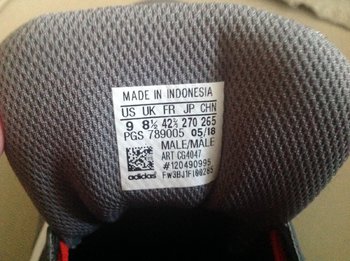 MADE IN INDONESIA
US UK FR JP CHN
9 8½ 42⅔ 270 265
PGS 789005 05/18
MALE/MALE
ART CG4047
#120490995
adidas FW3BJ1F100265